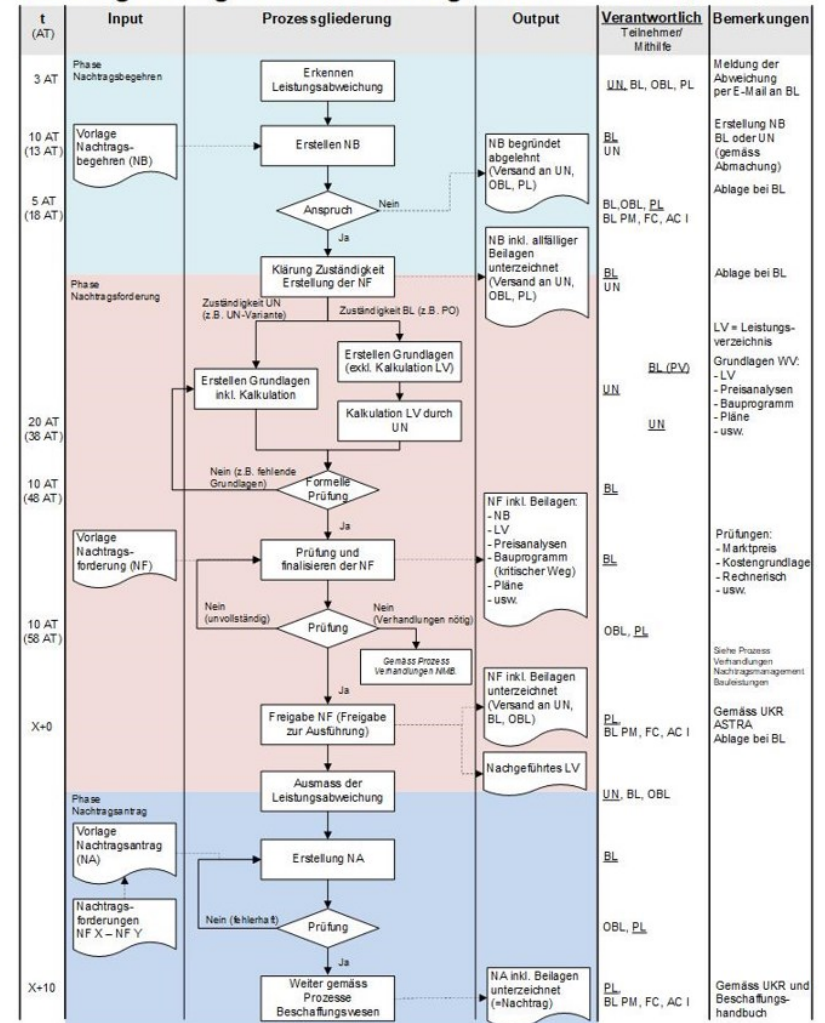 t
(AT)
Input
Prozessgliederung
Output
Verantwortlich
Teilnehmer/
Mithilfe
Bemerkungen
Phase
Nachtragsbegehren
3 AT
Erkennen
Leistungsabweichung
UN, BL, OBL, PL
Meldung der
Abweichung
per E-Mail an BL
10 AT
(13 AT)
Vorlage
Nachtrags-
begehren (NB)
Erstellen NB
NB begründet
abgelehnt
(Versand an UN,
OBL, PL)
BL
UN
Erstellung NB
BL oder UN
(gemäss
Abmachung)
5 AT
(18 AT)
Anspruch
Nein
Ja
BL,OBL, PL
BL PM, FC, AC I
Ablage bei BL
Klärung Zuständigkeit
Erstellung der NF
NB inkl. allfälliger
Beilagen
unterzeichnet
(Versand an UN,
OBL, PL)
BL
UN
Ablage bei BL
Phase
Nachtragsforderung
Zuständigkeit UN
(z.B. UN-Variante)
Zuständigkeit BL (z.B. PO)
Erstellen Grundlagen
inkl. Kalkulation
Erstellen Grundlagen
(exkl. Kalkulation LV)
Kalkulation LV durch
UN
BL (PV)
UN
UN
LV = Leistungs-
verzeichnis
Grundlagen WV:
- LV
- Preisanalysen
- Bauprogramm
- Pläne
- usw.
20 AT
(38 AT)
10 AT
(48 AT)
Nein (z.B. fehlende
Grundlagen)
Formelle
Prüfung
Ja
BL
Vorlage
Nachtrags-
forderung (NF)
Prüfung und
finalisieren der NF
NF inkl. Beilagen:
- NB
- LV
- Preisanalysen
- Bauprogramm
(kritischer Weg)
- Pläne
- usw.
BL
Prüfungen:
- Marktpreis
- Kostengrundlage
- Rechnerisch
- usw.
10 AT
(58 AT)
Nein
(unvollständig)
Prüfung
Nein
(Verhandlungen nötig)
Gemäss Prozess
Verhandlungen NMB.
Ja
OBL, PL
Siehe Prozess
Verhandlungen
Nachtragsmanagement
Bauleistungen
X+0
Freigabe NF (Freigabe
zur Ausführung)
NF inkl. Beilagen
unterzeichnet
(Versand an UN,
BL, OBL)
Nachgeführtes LV
PL,
BL PM, FC, AC I
Gemäss UKR
ASTRA
Ablage bei BL
Ausmass der
Leistungsabweichung
UN, BL, OBL
Phase
Nachtragsantrag
Vorlage
Nachtragsantrag
(NA)
Erstellung NA
BL
Nachtrags-
forderungen
NF X – NF Y
Nein (fehlerhaft)
Prüfung
Ja
OBL, PL
X+10
Weiter gemäss
Prozesse
Beschaffungswesen
NA inkl. Beilagen
unterzeichnet
(=Nachtrag)
PL,
BL PM, FC, AC I
Gemäss UKR und
Beschaffungs-
handbuch